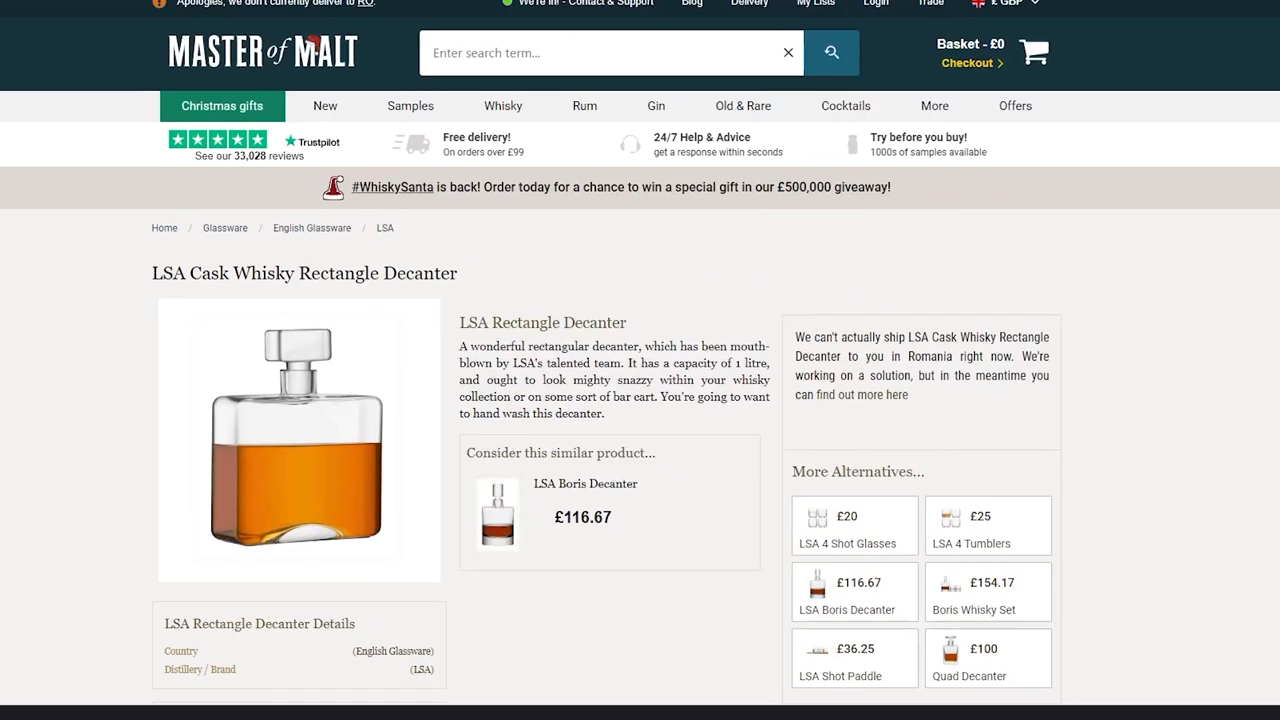 Apologies, we don't currently deliver to RO.
We're in! - Contact & Support
Blog
Delivery
My Lists
Login
Trade
£ GBP
MASTER of MALT
Enter search term...
Basket - £0
Checkout
Christmas gifts
New
Samples
Whisky
Rum
Gin
Old & Rare
Cocktails
More
Offers
Trustpilot
See our 33,028 reviews
Free delivery!
On orders over £99
24/7 Help & Advice
get a response within seconds
Try before you buy!
1000s of samples available
#WhiskySanta is back! Order today for a chance to win a special gift in our £500,000 giveaway!
Home / Glassware / English Glassware / LSA
LSA Cask Whisky Rectangle Decanter
LSA Rectangle Decanter
A wonderful rectangular decanter, which has been mouth-
blown by LSA's talented team. It has a capacity of 1 litre,
and ought to look mighty snazzy within your whisky
collection or on some sort of bar cart. You're going to want
to hand wash this decanter.
Consider this similar product...
LSA Boris Decanter
£116.67
We can't actually ship LSA Cask Whisky Rectangle
Decanter to you in Romania right now. We're
working on a solution, but in the meantime you
can find out more here
More Alternatives...
£20
LSA 4 Shot Glasses
£25
LSA 4 Tumblers
£116.67
LSA Boris Decanter
£154.17
Boris Whisky Set
£36.25
LSA Shot Paddle
£100
Quad Decanter
LSA Rectangle Decanter Details
Country (English Glassware)
Distillery / Brand (LSA)